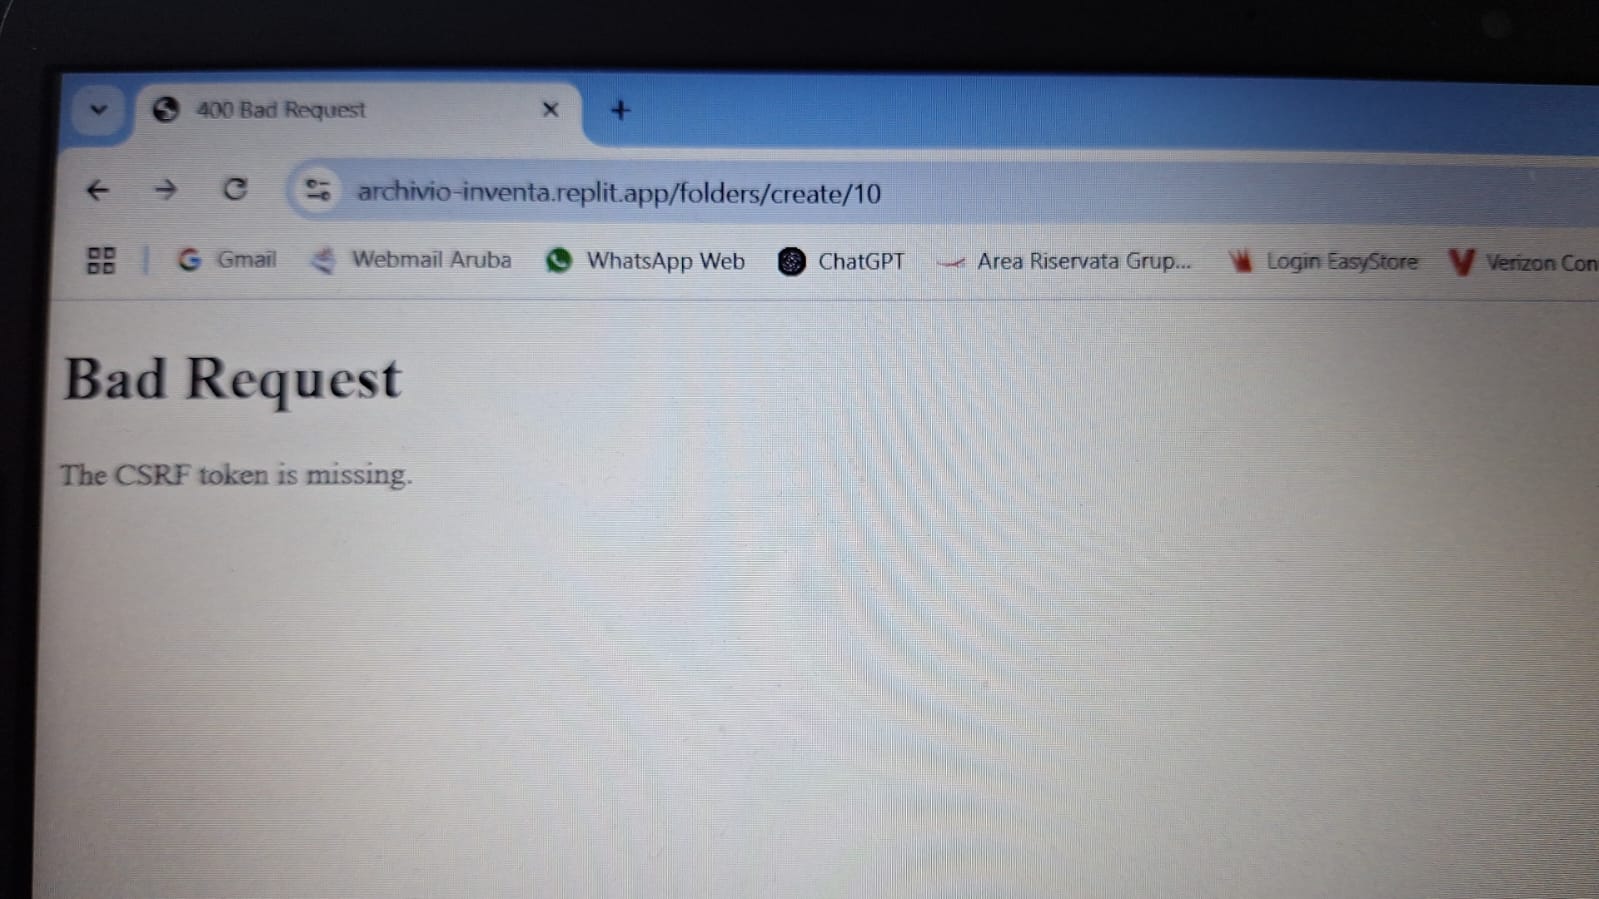 400 Bad Request
archivio-inventa.replit.app/folders/create/10
Gmail Webmail Aruba WhatsApp Web ChatGPT Area Riservata Grup... Login EasyStore Verizon Con
Bad Request
The CSRF token is missing.